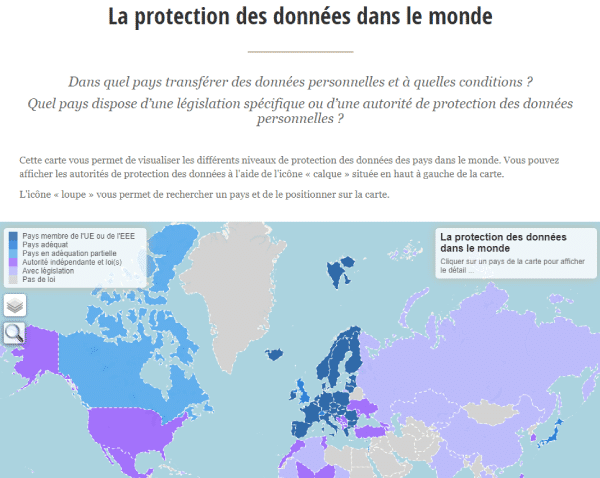 La protection des données dans le monde
Dans quel pays transférer des données personnelles et à quelles conditions ?
Quel pays dispose d'une législation spécifique ou d'une autorité de protection des données
personnelles ?
Cette carte vous permet de visualiser les différents niveaux de protection des données des pays dans le monde. Vous pouvez
afficher les autorités de protection des données à l'aide de l'icône « calque » située en haut à gauche de la carte.
L'icône « loupe » vous permet de rechercher un pays et de le positionner sur la carte.
Pays membre de l'UE ou de l'EEE
Pays adéquat
Pays en adéquation partielle
Autorité indépendante et loi(s)
Avec législation
Pas de loi
La protection des données
dans le monde
Cliquer sur un pays de la carte pour afficher
le détail ...